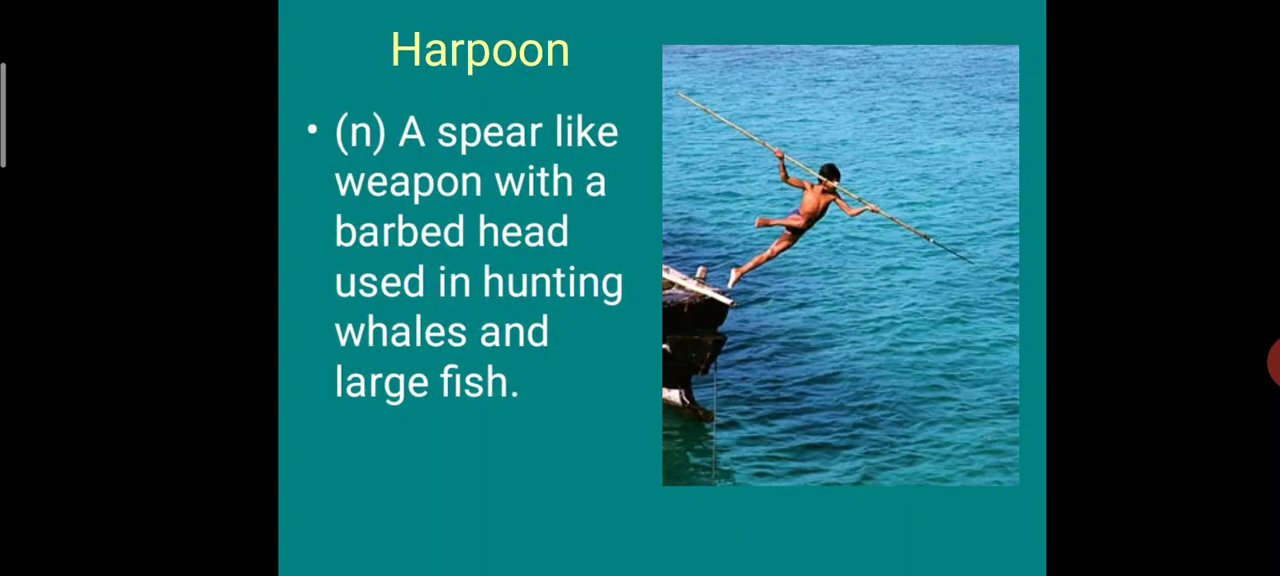 Harpoon
• (n) A spear like
weapon with a
barbed head
used in hunting
whales and
large fish.